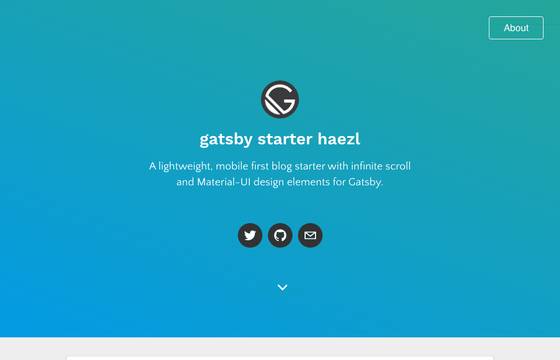 About
gatsby starter haezl
A lightweight, mobile first blog starter with infinite scroll
and Material-UI design elements for Gatsby.